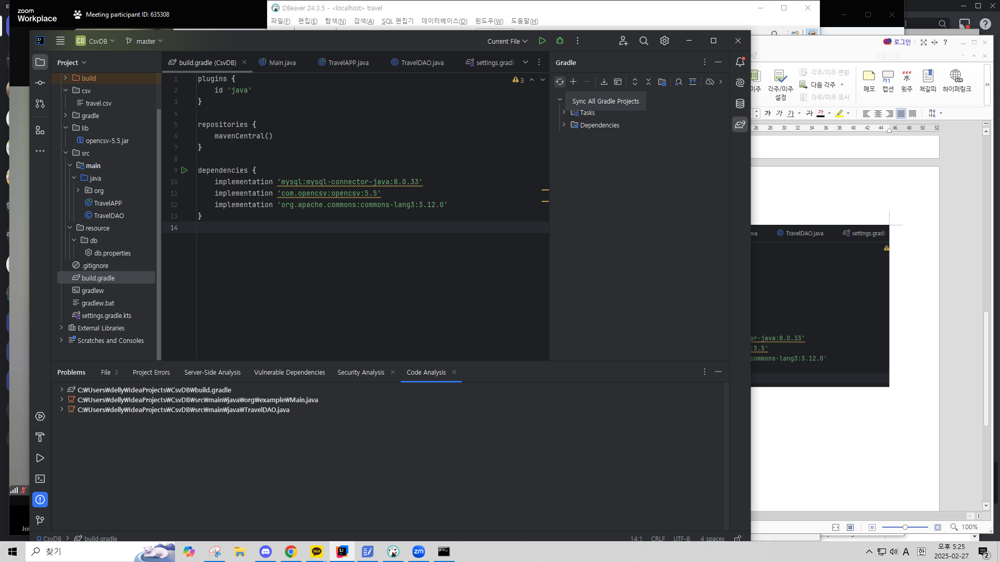 zoom
Workplace
Meeting participant ID: 635308
DBeaver 24.3.5 - <localhost> travel
파일(F) 편집(E) 탐색(N) 검색(A) SQL 편집기 데이터베이스(D) 윈도우(W) 도움말(H)
CD CsvDB master Current File
로그인
찾을 내용
Project
build.gradle (CsvDB) Main.java TravelAPP.java TravelDAO.java settings.gradl
Gradle
build
csv
travel.csv
gradle
lib
opencsv-5.5.jar
src
main
java
org
TravelAPP
TravelDAO
resource
db
db.properties
.gitignore
build.gradle
gradlew
gradlew.bat
settings.gradle.kts
External Libraries
Scratches and Consoles
1 plugins {
2 id 'java'
3 }
4
5 repositories {
6 mavenCentral()
7 }
8
9 dependencies {
10 implementation 'mysql:mysql-connector-java:8.0.33'
11 implementation 'com.opencsv:opencsv:5.5'
12 implementation 'org.apache.commons:commons-lang3:3.12.0'
13 }
14
3
Sync All Gradle Projects
Tasks
Dependencies
미주
각주/미주
설정
각주/미주 변환
다음 각주
각주/미주 표시
메모
캡션
윗주
책갈피
하이퍼링크
가 가 가 가 가
26 28 30 32 34 36 38 40 42 44 46 48 50 52
va TravelDAO.java settings.gradl
or-java:8.0.33'
:5.5'
commons-lang3:3.12.0'
Problems File 3 Project Errors Server-Side Analysis Vulnerable Dependencies Security Analysis Code Analysis
C:₩Users₩delly₩IdeaProjects₩CsvDB₩build.gradle
C:₩Users₩delly₩IdeaProjects₩CsvDB₩src₩main₩java₩org₩example₩Main.java
C:₩Users₩delly₩IdeaProjects₩CsvDB₩src₩main₩java₩TravelDAO.java
Joi
CsvDB build.gradle
14:1 CRLF UTF-8 4 spaces
100%
찾기
TALK
zm
A 한
오후 5:25
2025-02-27
2